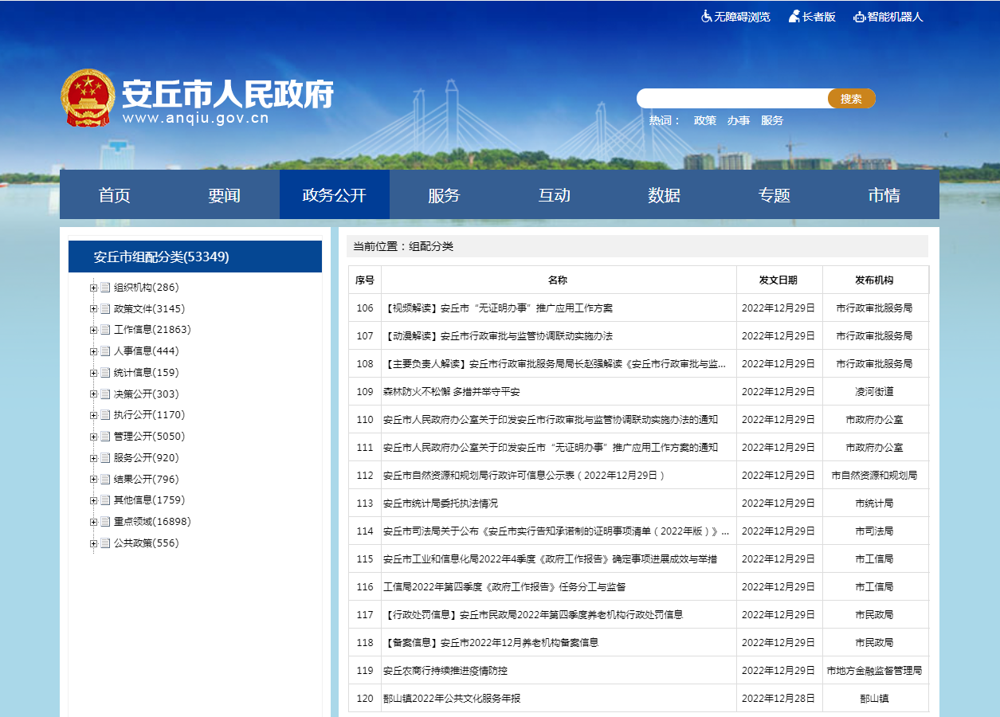 无障碍浏览 长者版 智能机器人
安丘市人民政府
www.anqiu.gov.cn
搜索
热词： 政策 办事 服务
首页 要闻 政务公开 服务 互动 数据 专题 市情
安丘市组配分类(53349)
组织机构(286)
政策文件(3145)
工作信息(21863)
人事信息(444)
统计信息(159)
决策公开(303)
执行公开(1170)
管理公开(5050)
服务公开(920)
结果公开(796)
其他信息(1759)
重点领域(16898)
公共政策(556)
当前位置：组配分类
序号 名称 发文日期 发布机构
106 【视频解读】安丘市“无证明办事”推广应用工作方案 2022年12月29日 市行政审批服务局
107 【动漫解读】安丘市行政审批与监管协调联动实施办法 2022年12月29日 市行政审批服务局
108 【主要负责人解读】安丘市行政审批服务局局长赵强解读《安丘市行政审批与监... 2022年12月29日 市行政审批服务局
109 森林防火不松懈 多措并举守平安 2022年12月29日 凌河街道
110 安丘市人民政府办公室关于印发安丘市行政审批与监管协调联动实施办法的通知 2022年12月29日 市政府办公室
111 安丘市人民政府办公室关于印发安丘市“无证明办事”推广应用工作方案的通知 2022年12月29日 市政府办公室
112 安丘市自然资源和规划局行政许可信息公示表（2022年12月29日） 2022年12月29日 市自然资源和规划局
113 安丘市统计局委托执法情况 2022年12月29日 市统计局
114 安丘市司法局关于公布《安丘市实行告知承诺制的证明事项清单（2022年版）》... 2022年12月29日 市司法局
115 安丘市工业和信息化局2022年4季度《政府工作报告》确定事项进展成效与举措 2022年12月29日 市工信局
116 工信局2022年第四季度《政府工作报告》任务分工与监督 2022年12月29日 市工信局
117 【行政处罚信息】安丘市民政局2022年第四季度养老机构行政处罚信息 2022年12月29日 市民政局
118 【备案信息】安丘市2022年12月养老机构备案信息 2022年12月29日 市民政局
119 安丘农商行持续推进疫情防控 2022年12月29日 市地方金融监督管理局
120 郚山镇2022年公共文化服务年报 2022年12月28日 郚山镇